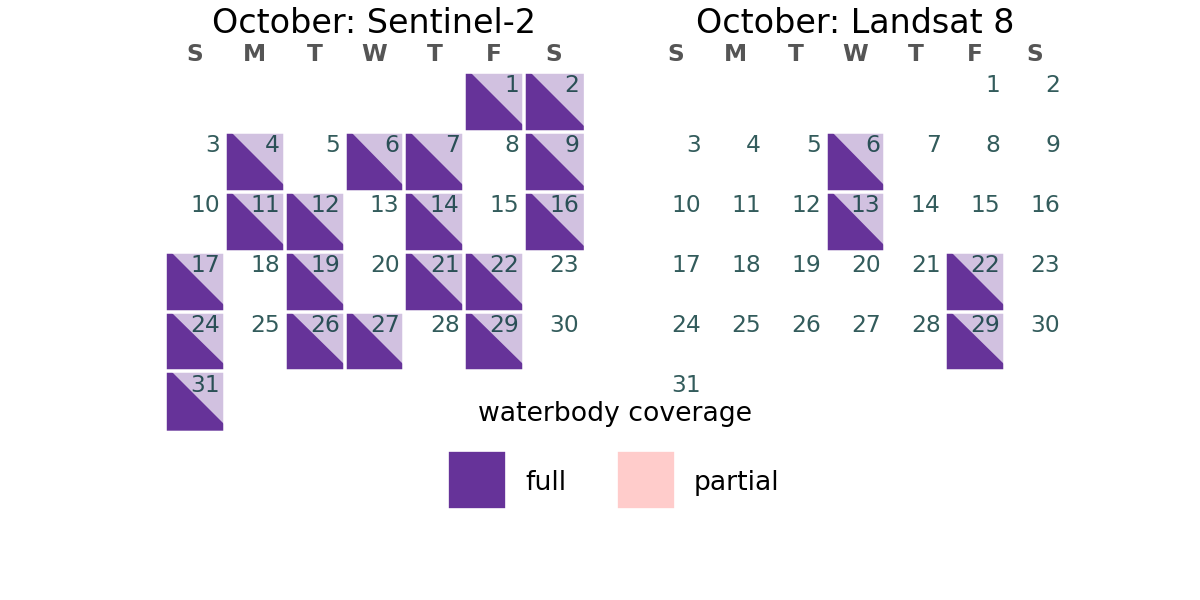 October: Sentinel-2
S M T W T F S
1 2
3 4 5 6 7 8 9
10 11 12 13 14 15 16
17 18 19 20 21 22 23
24 25 26 27 28 29 30
31
October: Landsat 8
S M T W T F S
1 2
3 4 5 6 7 8 9
10 11 12 13 14 15 16
17 18 19 20 21 22 23
24 25 26 27 28 29 30
31
waterbody coverage
full partial